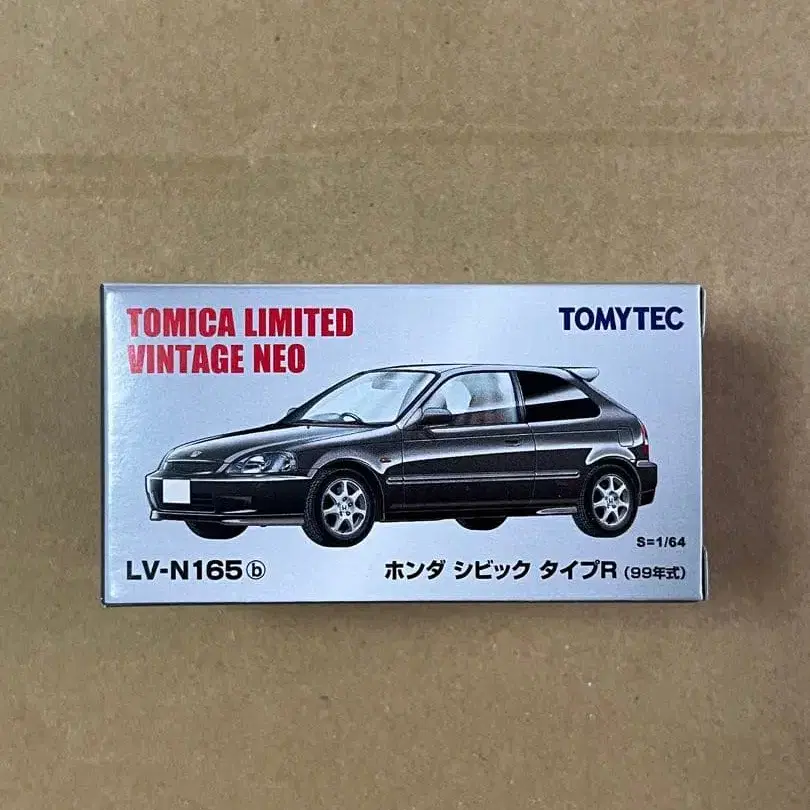 TOMICA LIMITED
VINTAGE NEO
TOMYTEC
S=1/64
LV-N165ⓑ
ホンダ シビック タイプR (99年式)